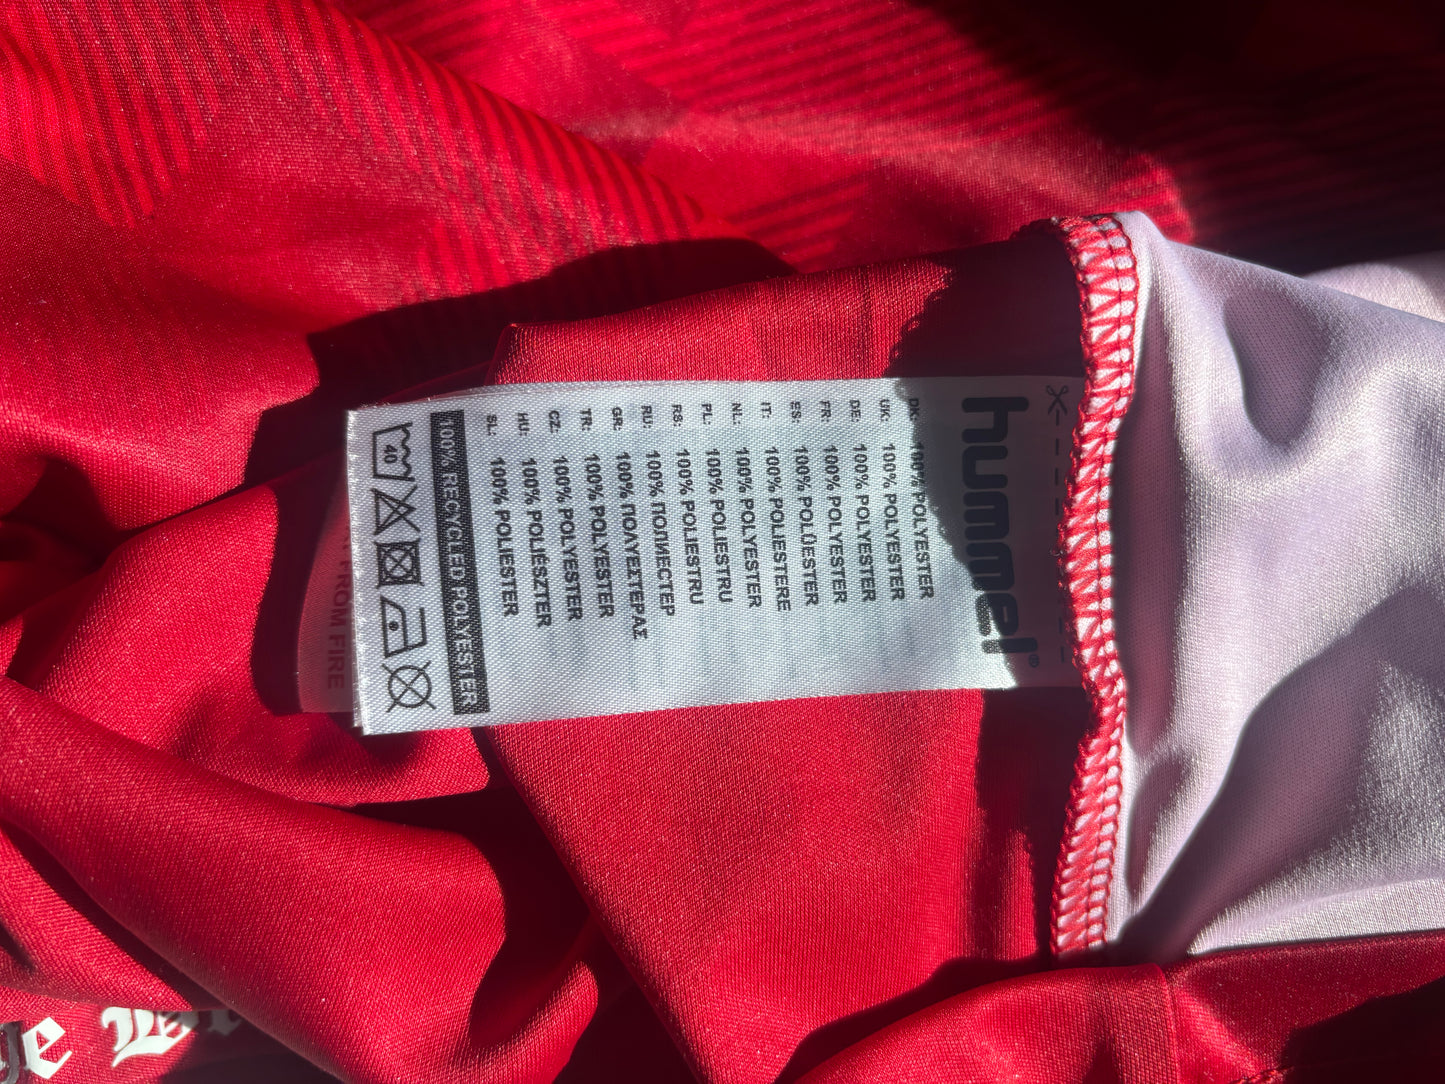 hummel®
DK: 100% POLYESTER
UK: 100% POLYESTER
DE: 100% POLYESTER
FR: 100% POLYESTER
ES: 100% POLÚESTER
IT: 100% POLIESTERE
NL: 100% POLYESTER
PL: 100% POLIESTRU
RS: 100% POLIESTRU
RU: 100% ПОЛИЕСТЕР
GR: 100% ΠΟΛΥΕΣΤΕΡΑΣ
TR: 100% POLYESTER
CZ: 100% POLYESTER
HU: 100% POLIÉSZTER
SL: 100% POLIESTER
100% RECYCLED POLYESTER
40
FROM FIRE